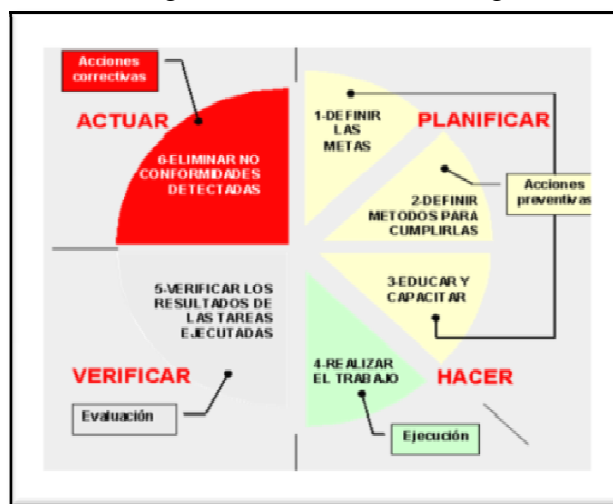 Acciones
correctivas
ACTUAR
6-ELIMINAR NO
CONFORMIDADES
DETECTADAS
1-DEFINIR
LAS
METAS
PLANIFICAR
2-DEFINIR
METODOS PARA
CUMPLIRLAS
Acciones
preventivas
3-EDUCAR Y
CAPACITAR
HACER
4-REALIZAR
EL TRABAJO
Ejecución
5-VERIFICAR LOS
RESULTADOS DE
LAS TAREAS
EJECUTADAS
VERIFICAR
Evaluación